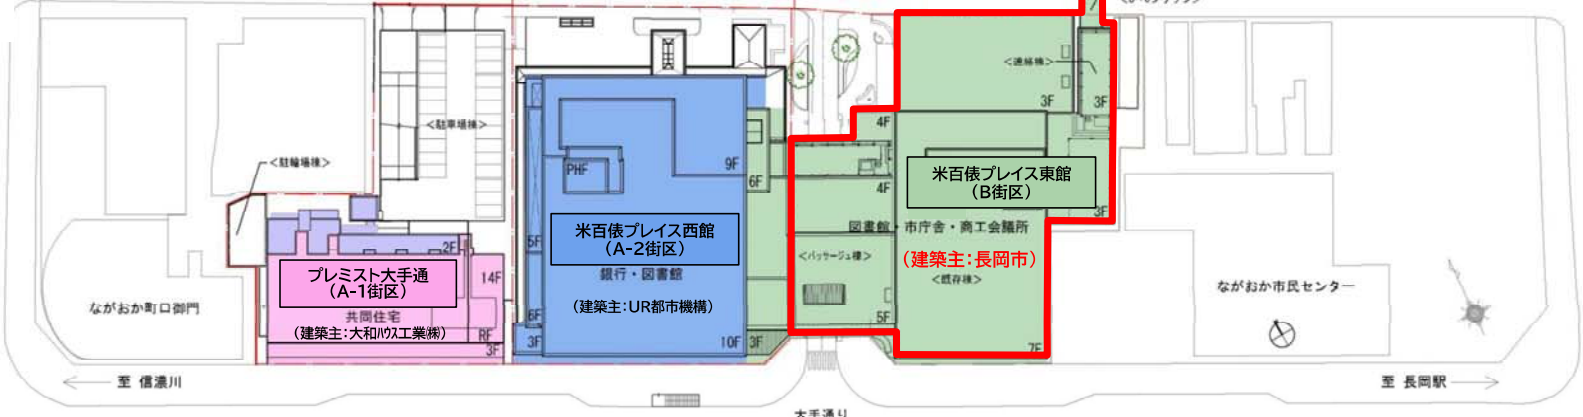 <連絡棟>
3F
3F
<駐車場棟>
4F
<駐輪場棟>
PHF
9F
6F
4F
米百俵プレイス東館
(B街区)
3F
図書館・市庁舎・商工会議所
米百俵プレイス西館
(A-2街区)
5F
2F
銀行・図書館
<パッサージュ棟>
(建築主:長岡市)
<既存棟>
プレミスト大手通
(A-1街区)
14F
ながおか町口御門
共同住宅
(建築主:大和ハウス工業㈱)
RF
(建築主:UR都市機構)
ながおか市民センター
6F
5F
3F
3F
10F
3F
7F
至 信濃川
至 長岡駅
大手通り